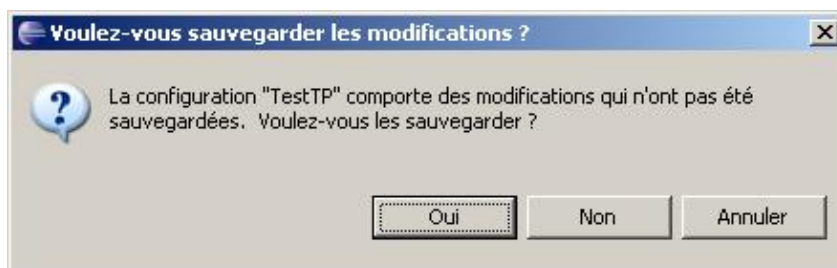 Voulez-vous sauvegarder les modifications ?
La configuration "TestTP" comporte des modifications qui n'ont pas été
sauvegardées. Voulez-vous les sauvegarder ?
Oui Non Annuler